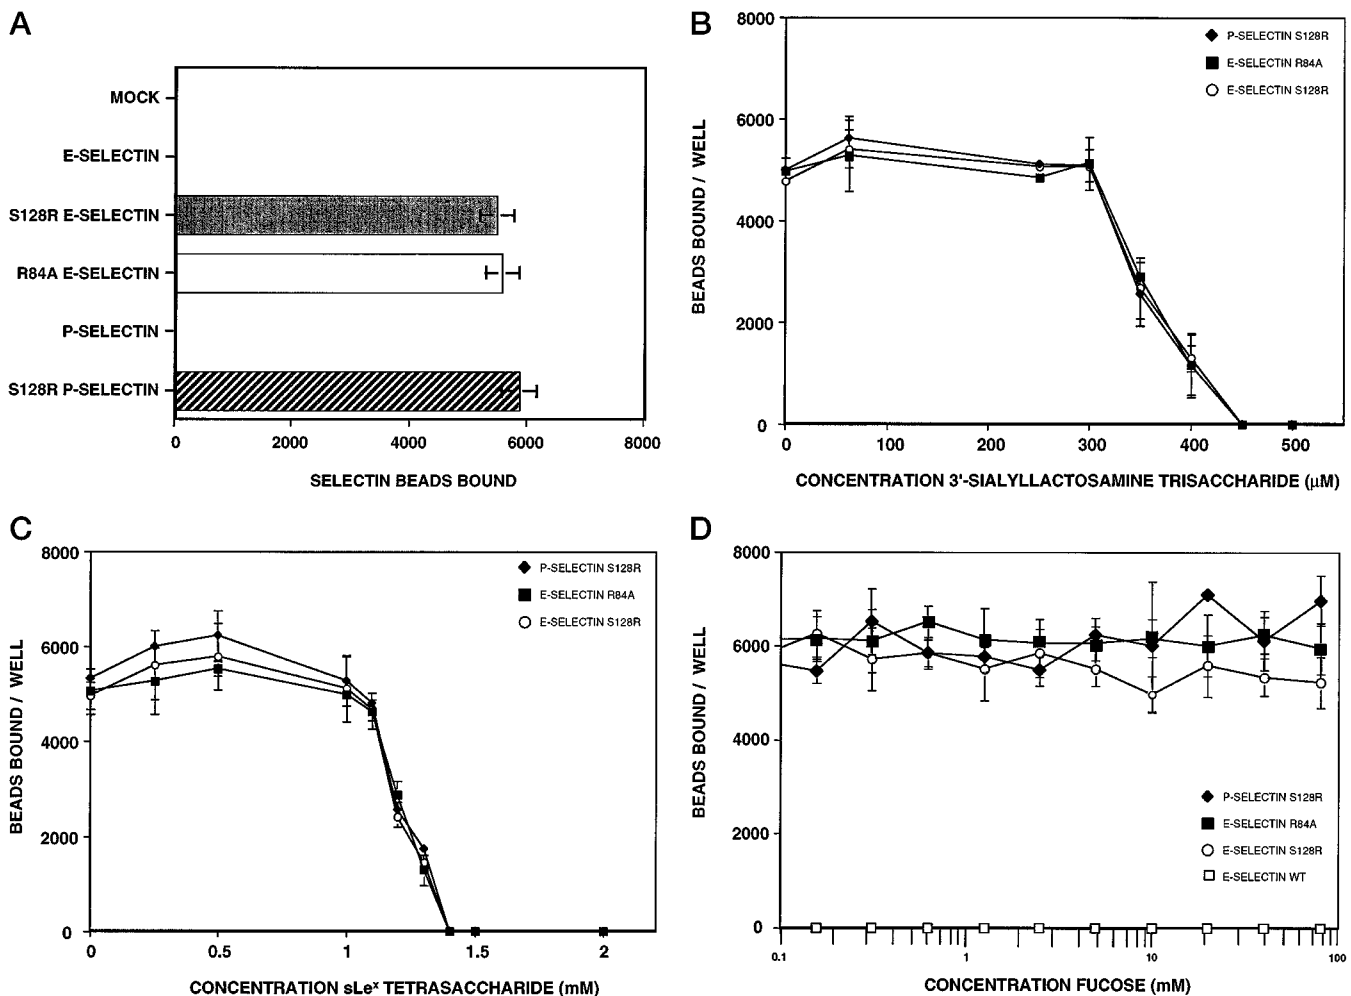 A
MOCK
E-SELECTIN
S128R E-SELECTIN
R84A E-SELECTIN
P-SELECTIN
S128R P-SELECTIN
0 2000 4000 6000 8000
SELECTIN BEADS BOUND
B
8000
6000
4000
2000
0
BEADS BOUND / WELL
P-SELECTIN S128R
E-SELECTIN R84A
E-SELECTIN S128R
0 100 200 300 400 500
CONCENTRATION 3'-SIALYLLACTOSAMINE TRISACCHARIDE (μM)
C
8000
6000
4000
2000
0
BEADS BOUND / WELL
P-SELECTIN S128R
E-SELECTIN R84A
E-SELECTIN S128R
0 0.5 1 1.5 2
CONCENTRATION sLeˣ TETRASACCHARIDE (mM)
D
8000
6000
4000
2000
0
BEADS BOUND / WELL
P-SELECTIN S128R
E-SELECTIN R84A
E-SELECTIN S128R
E-SELECTIN WT
0.1 1 10 100
CONCENTRATION FUCOSE (mM)